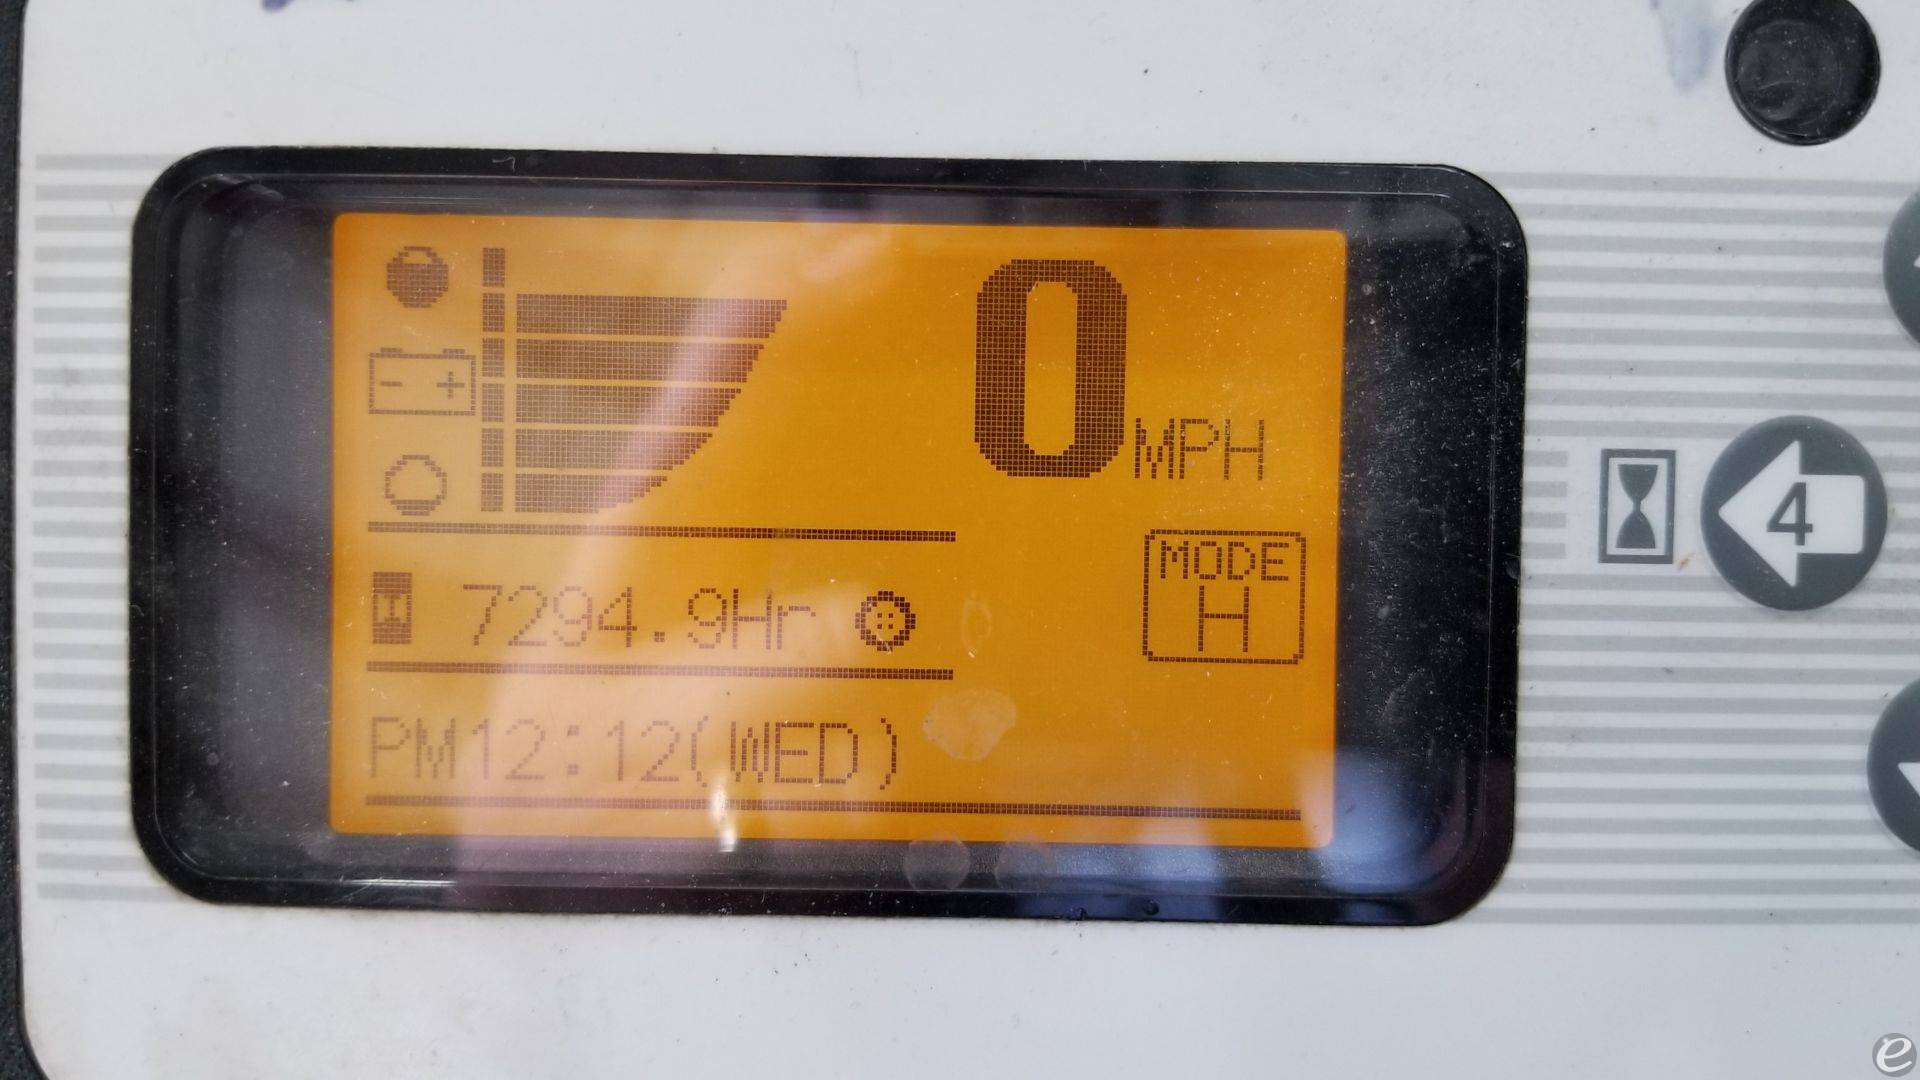 0 MPH
MODE
H
7294.9Hr
PM12:12(WED)
4
e